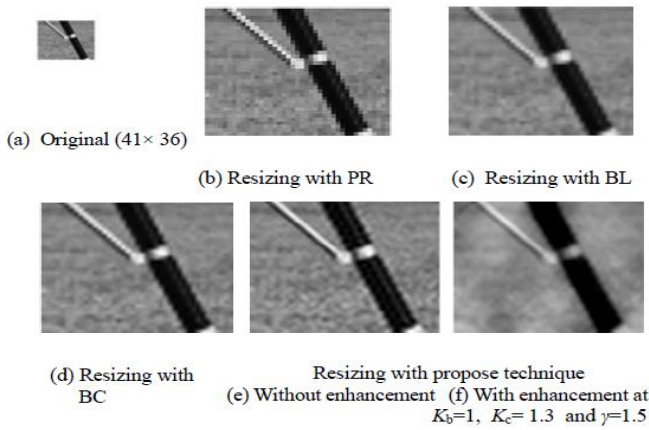 (a) Original (41× 36)
(b) Resizing with PR
(c) Resizing with BL
(d) Resizing with
BC
Resizing with propose technique
(e) Without enhancement (f) With enhancement at
Kb=1, Kc= 1.3 and γ=1.5